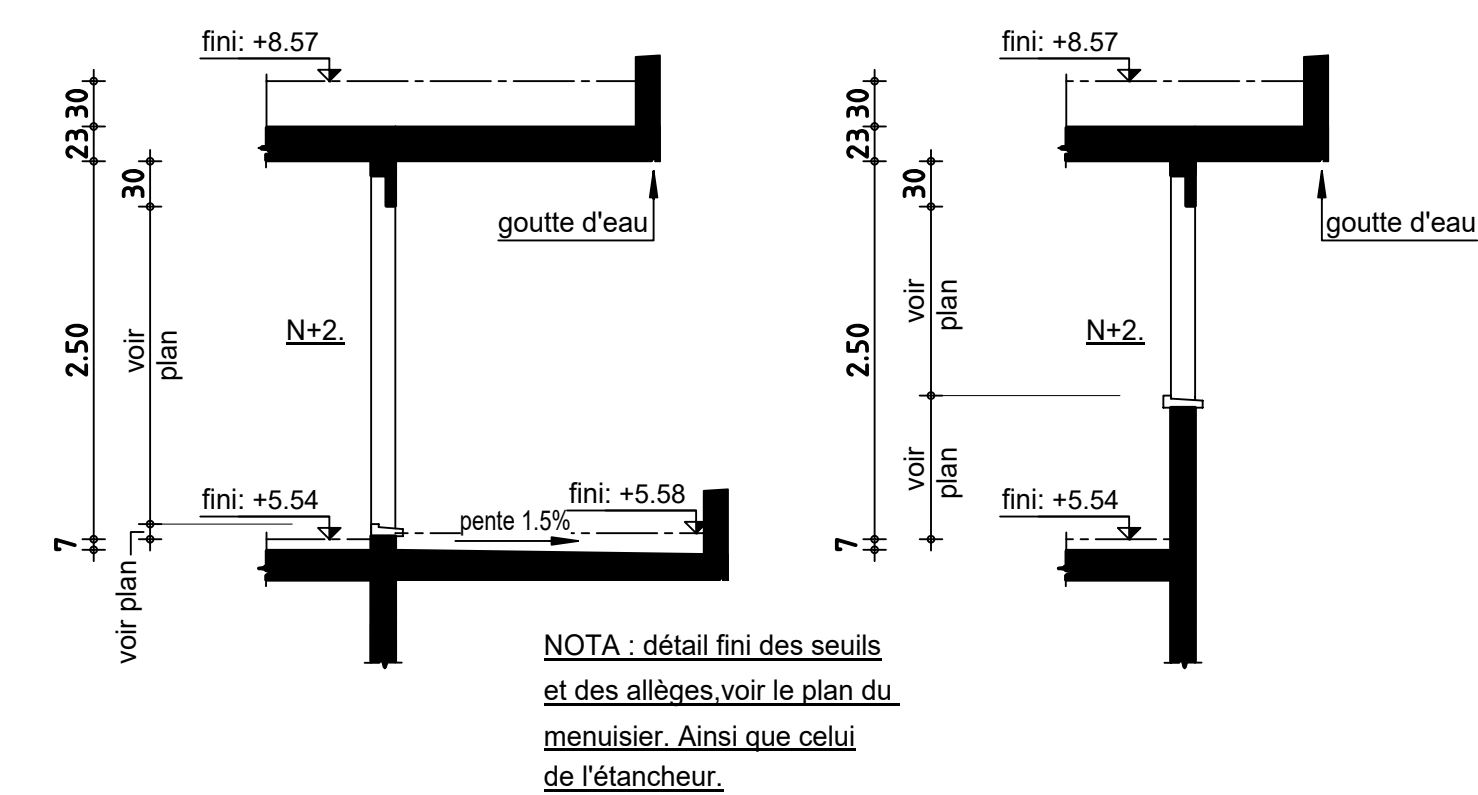 fini: +8.57
30
23
30
goutte d'eau
2.50
voir
plan
N+2.
fini: +5.54
fini: +5.58
pente 1.5%
7
voir plan
fini: +8.57
30
23
30
goutte d'eau
2.50
voir
plan
N+2.
voir
plan
fini: +5.54
7
NOTA : détail fini des seuils
et des allèges,voir le plan du
menuisier. Ainsi que celui
de l'étancheur.